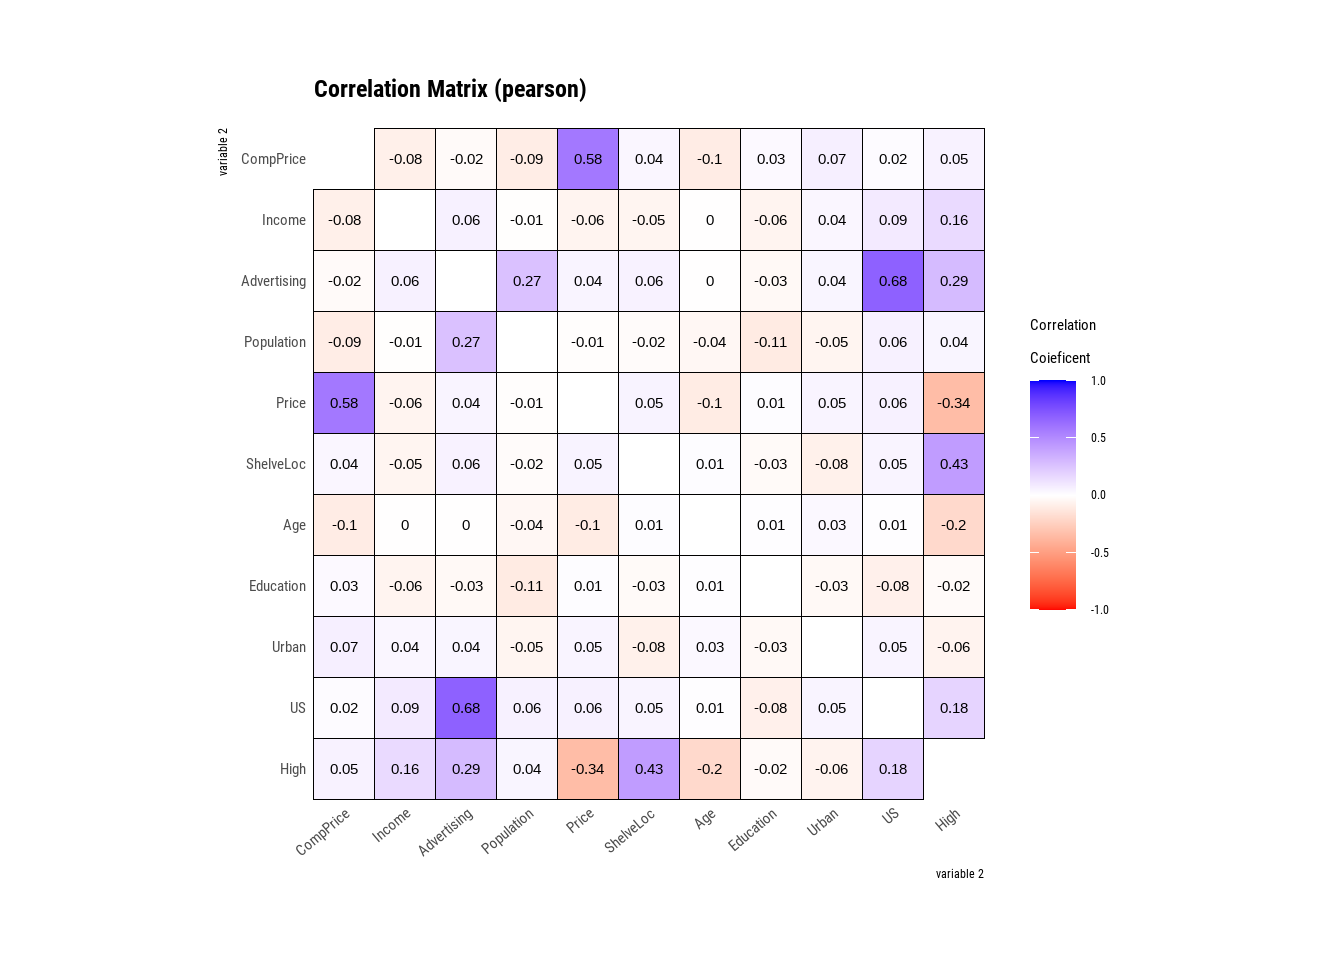 Correlation Matrix (pearson)
variable 2
CompPrice -0.08 -0.02 -0.09 0.58 0.04 -0.1 0.03 0.07 0.02 0.05
Income -0.08 0.06 -0.01 -0.06 -0.05 0 -0.06 0.04 0.09 0.16
Advertising -0.02 0.06 0.27 0.04 0.06 0 -0.03 0.04 0.68 0.29
Population -0.09 -0.01 0.27 -0.01 -0.02 -0.04 -0.11 -0.05 0.06 0.04
Price 0.58 -0.06 0.04 -0.01 0.05 -0.1 0.01 0.05 0.06 -0.34
ShelveLoc 0.04 -0.05 0.06 -0.02 0.05 0.01 -0.03 -0.08 0.05 0.43
Age -0.1 0 0 -0.04 -0.1 0.01 0.01 0.03 0.01 -0.2
Education 0.03 -0.06 -0.03 -0.11 0.01 -0.03 0.01 -0.03 -0.08 -0.02
Urban 0.07 0.04 0.04 -0.05 0.05 -0.08 0.03 -0.03 0.05 -0.06
US 0.02 0.09 0.68 0.06 0.06 0.05 0.01 -0.08 0.05 0.18
High 0.05 0.16 0.29 0.04 -0.34 0.43 -0.2 -0.02 -0.06 0.18
CompPrice Income Advertising Population Price ShelveLoc Age Education Urban US High
variable 2
Correlation
Coieficent
1.0
0.5
0.0
-0.5
-1.0